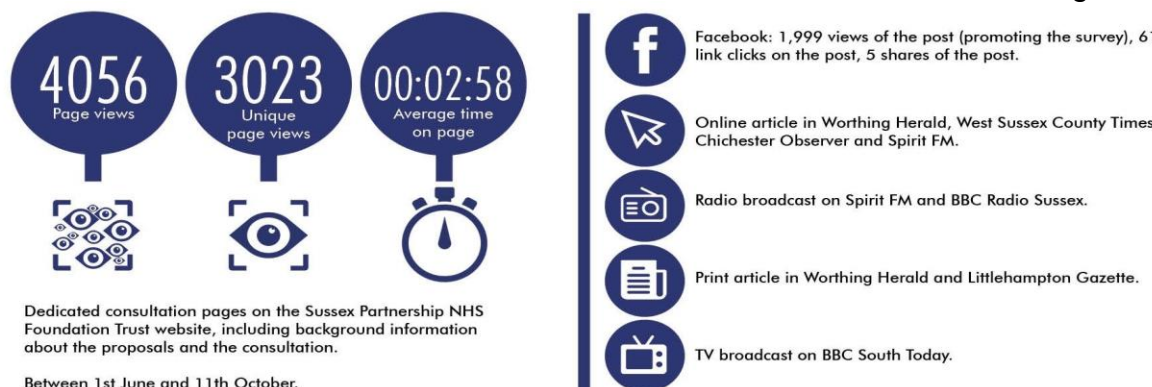 4056
Page views
3023
Unique
page views
00:02:58
Average time
on page
Dedicated consultation pages on the Sussex Partnership NHS
Foundation Trust website, including background information
about the proposals and the consultation.
Between 1st June and 11th October.
Facebook: 1,999 views of the post (promoting the survey),
link clicks on the post, 5 shares of the post.
Online article in Worthing Herald, West Sussex County Times
Chichester Observer and Spirit FM.
Radio broadcast on Spirit FM and BBC Radio Sussex.
Print article in Worthing Herald and Littlehampton Gazette.
TV broadcast on BBC South Today.